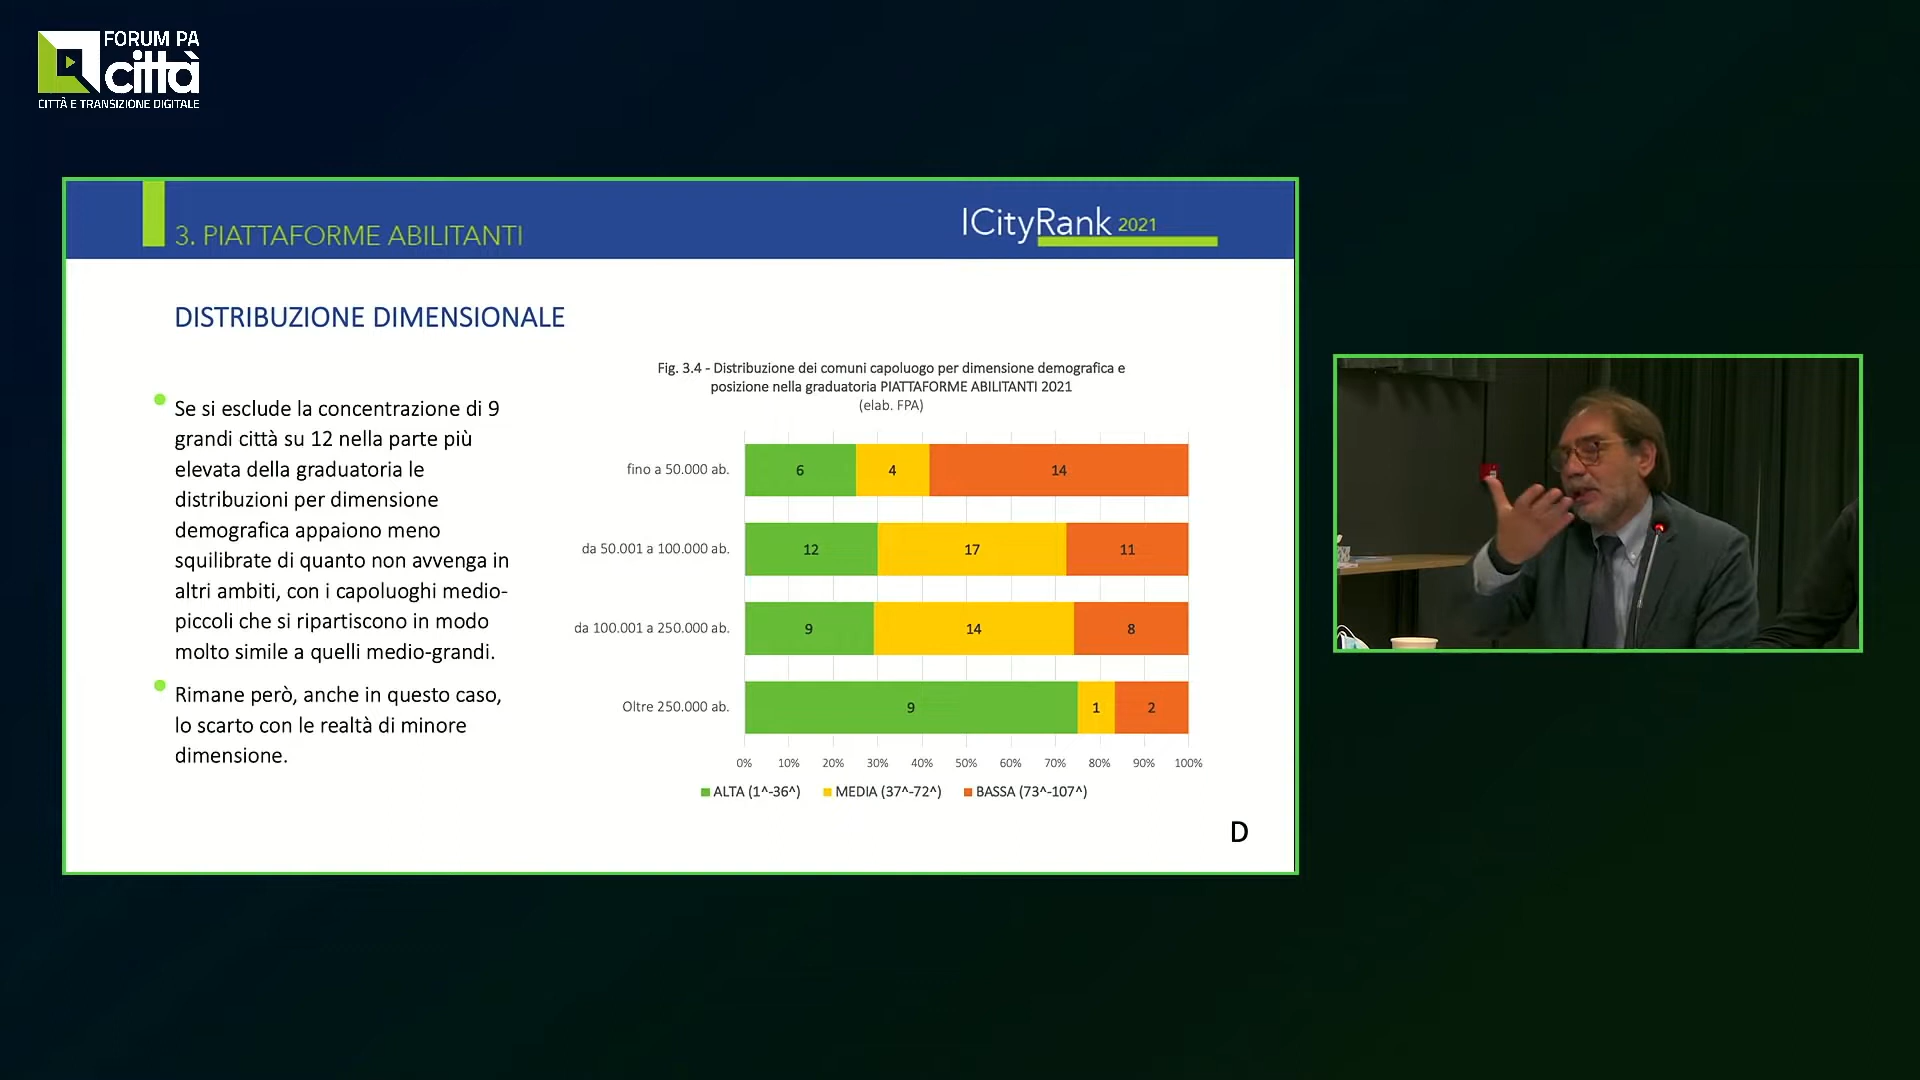 FORUM PA
città
CITTÀ E TRANSIZIONE DIGITALE
3. PIATTAFORME ABILITANTI
ICityRank 2021
DISTRIBUZIONE DIMENSIONALE
Se si esclude la concentrazione di 9
grandi città su 12 nella parte più
elevata della graduatoria le
distribuzioni per dimensione
demografica appaiono meno
squilibrate di quanto non avvenga in
altri ambiti, con i capoluoghi medio-
piccoli che si ripartiscono in modo
molto simile a quelli medio-grandi.
Rimane però, anche in questo caso,
lo scarto con le realtà di minore
dimensione.
Fig. 3.4 - Distribuzione dei comuni capoluogo per dimensione demografica e
posizione nella graduatoria PIATTAFORME ABILITANTI 2021
(elab. FPA)
fino a 50.000 ab. 6 4 14
da 50.001 a 100.000 ab. 12 17 11
da 100.001 a 250.000 ab. 9 14 8
Oltre 250.000 ab. 9 1 2
0% 10% 20% 30% 40% 50% 60% 70% 80% 90% 100%
ALTA (1^-36^) MEDIA (37^-72^) BASSA (73^-107^)
D